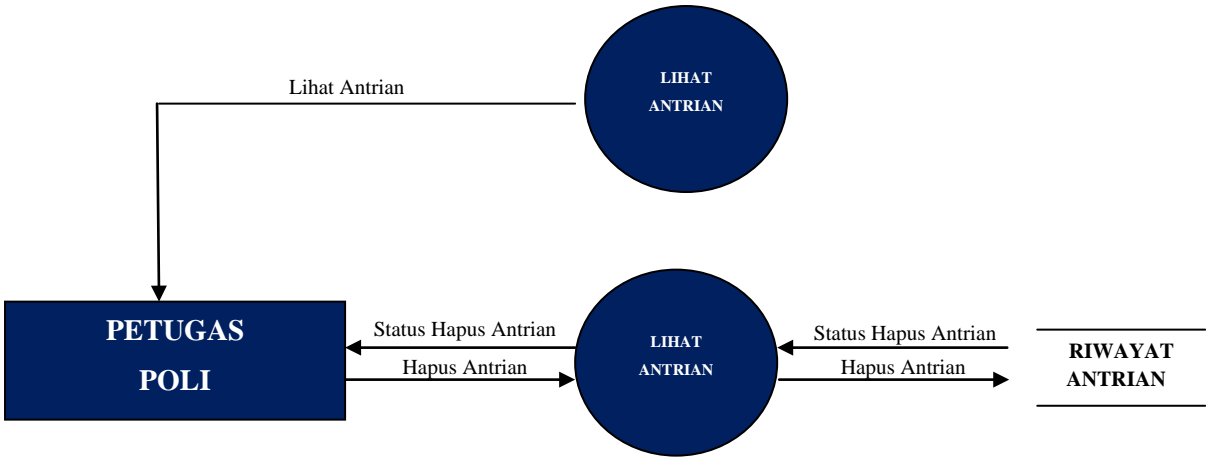 LIHAT
ANTRIAN
Lihat Antrian
PETUGAS
POLI
Status Hapus Antrian
Hapus Antrian
LIHAT
ANTRIAN
Status Hapus Antrian
Hapus Antrian
RIWAYAT
ANTRIAN